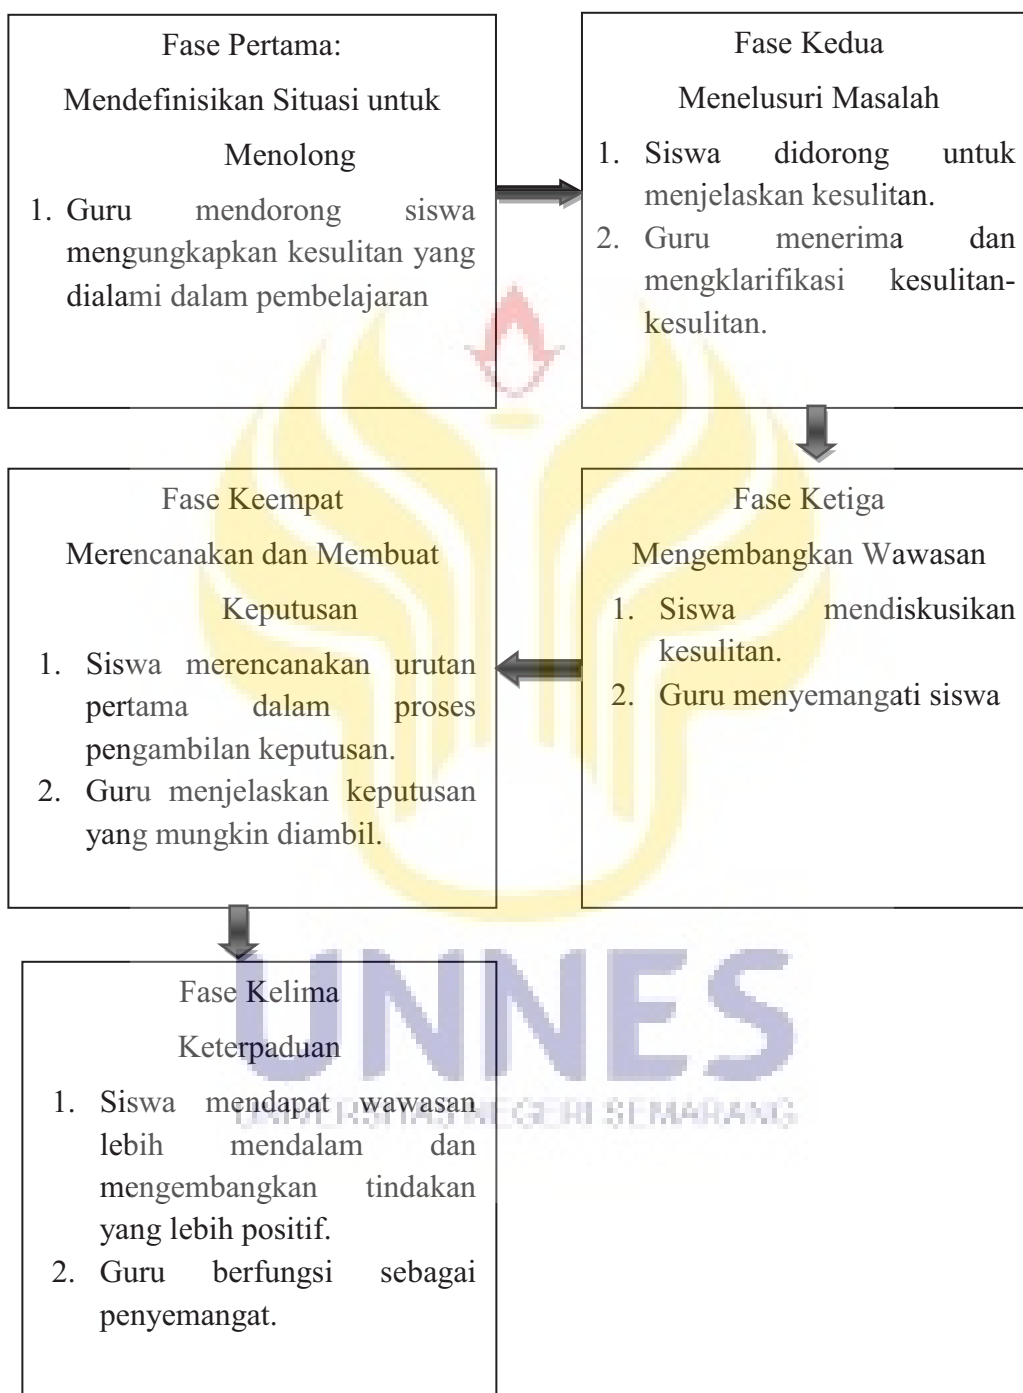 Fase Pertama:
Mendefinisikan Situasi untuk
Menolong
1. Guru mendorong siswa
mengungkapkan kesulitan yang
dialami dalam pembelajaran
Fase Kedua
Menelusuri Masalah
1. Siswa didorong untuk
menjelaskan kesulitan.
2. Guru menerima dan
mengklarifikasi kesulitan-
kesulitan.
Fase Ketiga
Mengembangkan Wawasan
1. Siswa mendiskusikan
kesulitan.
2. Guru menyemangati siswa
Fase Keempat
Merencanakan dan Membuat
Keputusan
1. Siswa merencanakan urutan
pertama dalam proses
pengambilan keputusan.
2. Guru menjelaskan keputusan
yang mungkin diambil.
Fase Kelima
Keterpaduan
1. Siswa mendapat wawasan
lebih mendalam dan
mengembangkan tindakan
yang lebih positif.
2. Guru berfungsi sebagai
penyemangat.
UNNES
UNIVERSITAS NEGERI SEMARANG